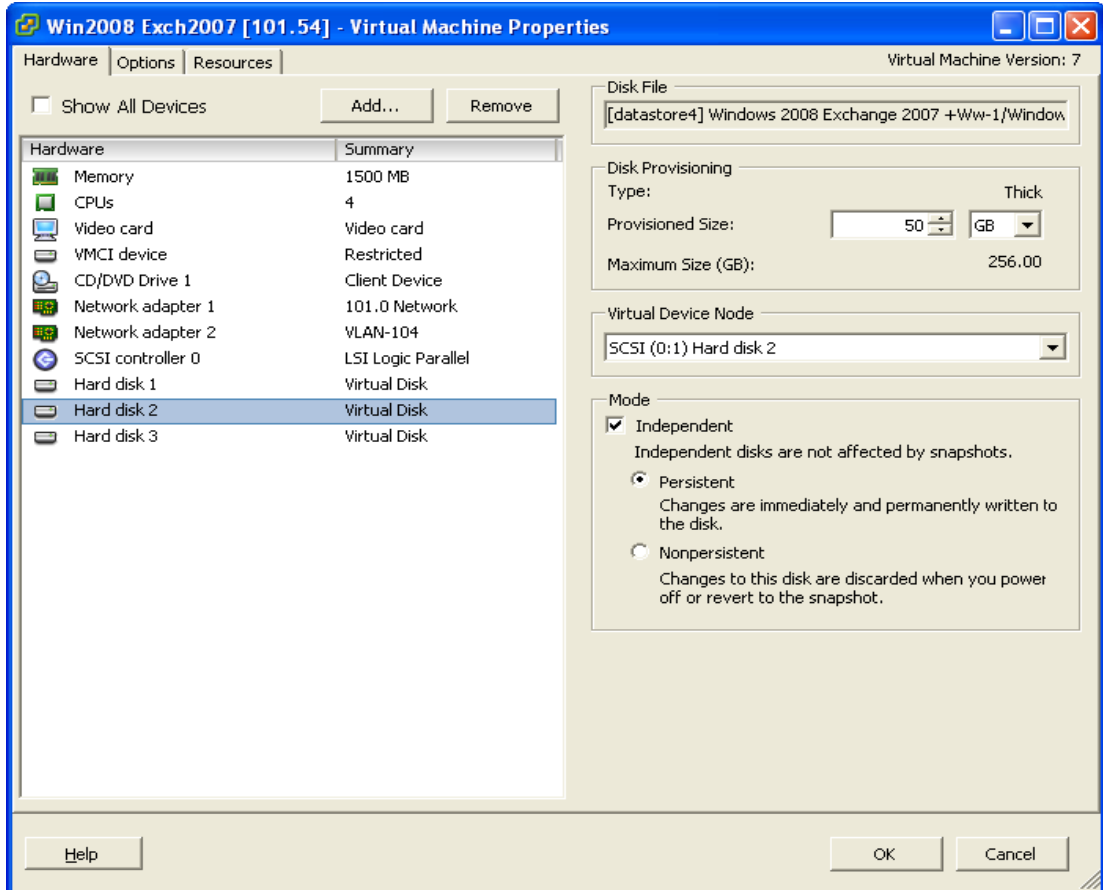 Win2008 Exch2007 [101.54] - Virtual Machine Properties
Hardware Options Resources Virtual Machine Version: 7
Show All Devices Add... Remove
Hardware Summary
Memory 1500 MB
CPUs 4
Video card Video card
VMCI device Restricted
CD/DVD Drive 1 Client Device
Network adapter 1 101.0 Network
Network adapter 2 VLAN-104
SCSI controller 0 LSI Logic Parallel
Hard disk 1 Virtual Disk
Hard disk 2 Virtual Disk
Hard disk 3 Virtual Disk
Disk File
[datastore4] Windows 2008 Exchange 2007 +Ww-1/Window
Disk Provisioning
Type: Thick
Provisioned Size: 50 GB
Maximum Size (GB): 256.00
Virtual Device Node
SCSI (0:1) Hard disk 2
Mode
Independent
Independent disks are not affected by snapshots.
Persistent
Changes are immediately and permanently written to
the disk.
Nonpersistent
Changes to this disk are discarded when you power
off or revert to the snapshot.
Help OK Cancel